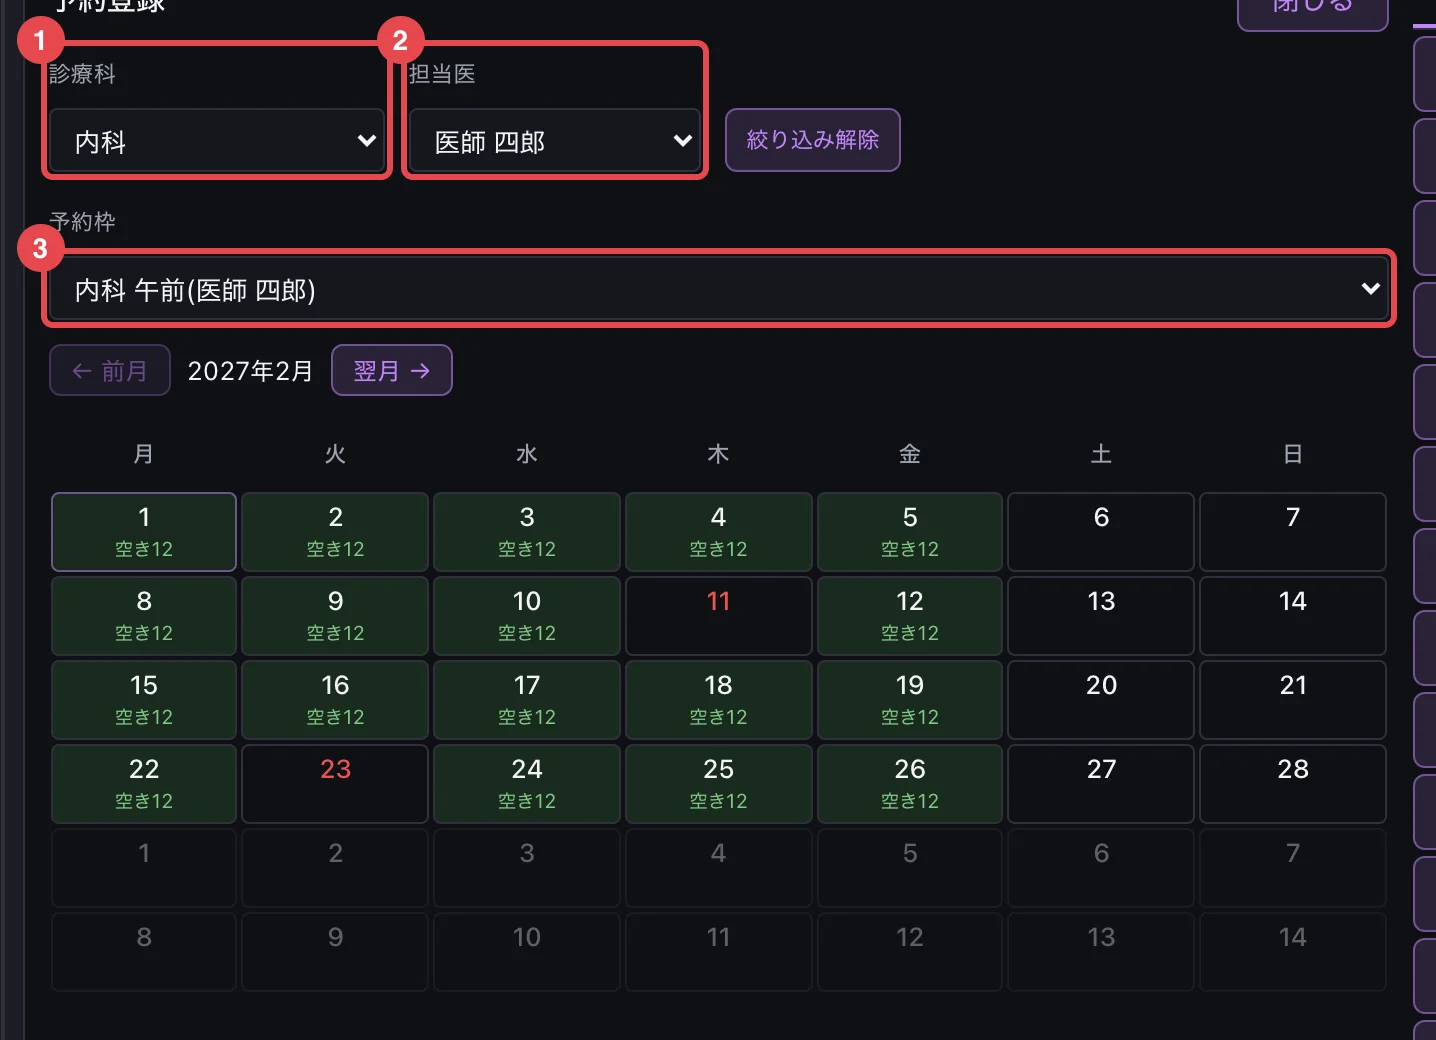 予約登録
閉じる
1
2
診療科
担当医
内科
医師 四郎
絞り込み解除
予約枠
3
内科 午前(医師 四郎)
← 前月
2027年2月
翌月 →
月 火 水 木 金 土 日
1 2 3 4 5 6 7
空き12 空き12 空き12 空き12 空き12
8 9 10 11 12 13 14
空き12 空き12 空き12 空き12
15 16 17 18 19 20 21
空き12 空き12 空き12 空き12 空き12
22 23 24 25 26 27 28
空き12 空き12 空き12 空き12
1 2 3 4 5 6 7
8 9 10 11 12 13 14